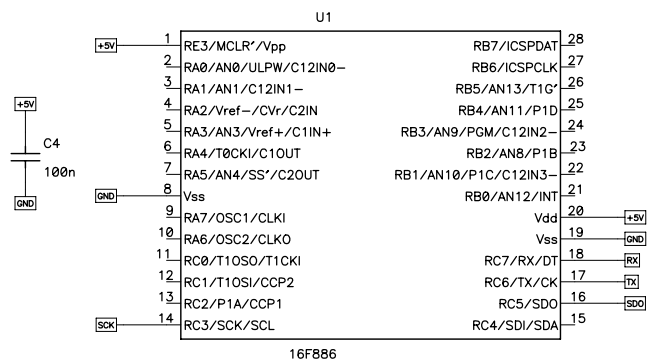 U1
+5V 1 RE3/MCLR'/Vpp RB7/ICSPDAT 28
2 RA0/AN0/ULPW/C12IN0- RB6/ICSPCLK 27
3 RA1/AN1/C12IN1- RB5/AN13/T1G' 26
4 RA2/Vref-/CVr/C2IN RB4/AN11/P1D 25
5 RA3/AN3/Vref+/C1IN+ RB3/AN9/PGM/C12IN2- 24
6 RA4/T0CKI/C1OUT RB2/AN8/P1B 23
7 RA5/AN4/SS'/C2OUT RB1/AN10/P1C/C12IN3- 22
GND 8 Vss RB0/AN12/INT 21
9 RA7/OSC1/CLKI Vdd 20 +5V
10 RA6/OSC2/CLKO Vss 19 GND
11 RC0/T1OSO/T1CKI RC7/RX/DT 18 RX
12 RC1/T1OSI/CCP2 RC6/TX/CK 17 TX
13 RC2/P1A/CCP1 RC5/SDO 16 SDO
SCK 14 RC3/SCK/SCL RC4/SDI/SDA 15
16F886
+5V
C4
100n
GND